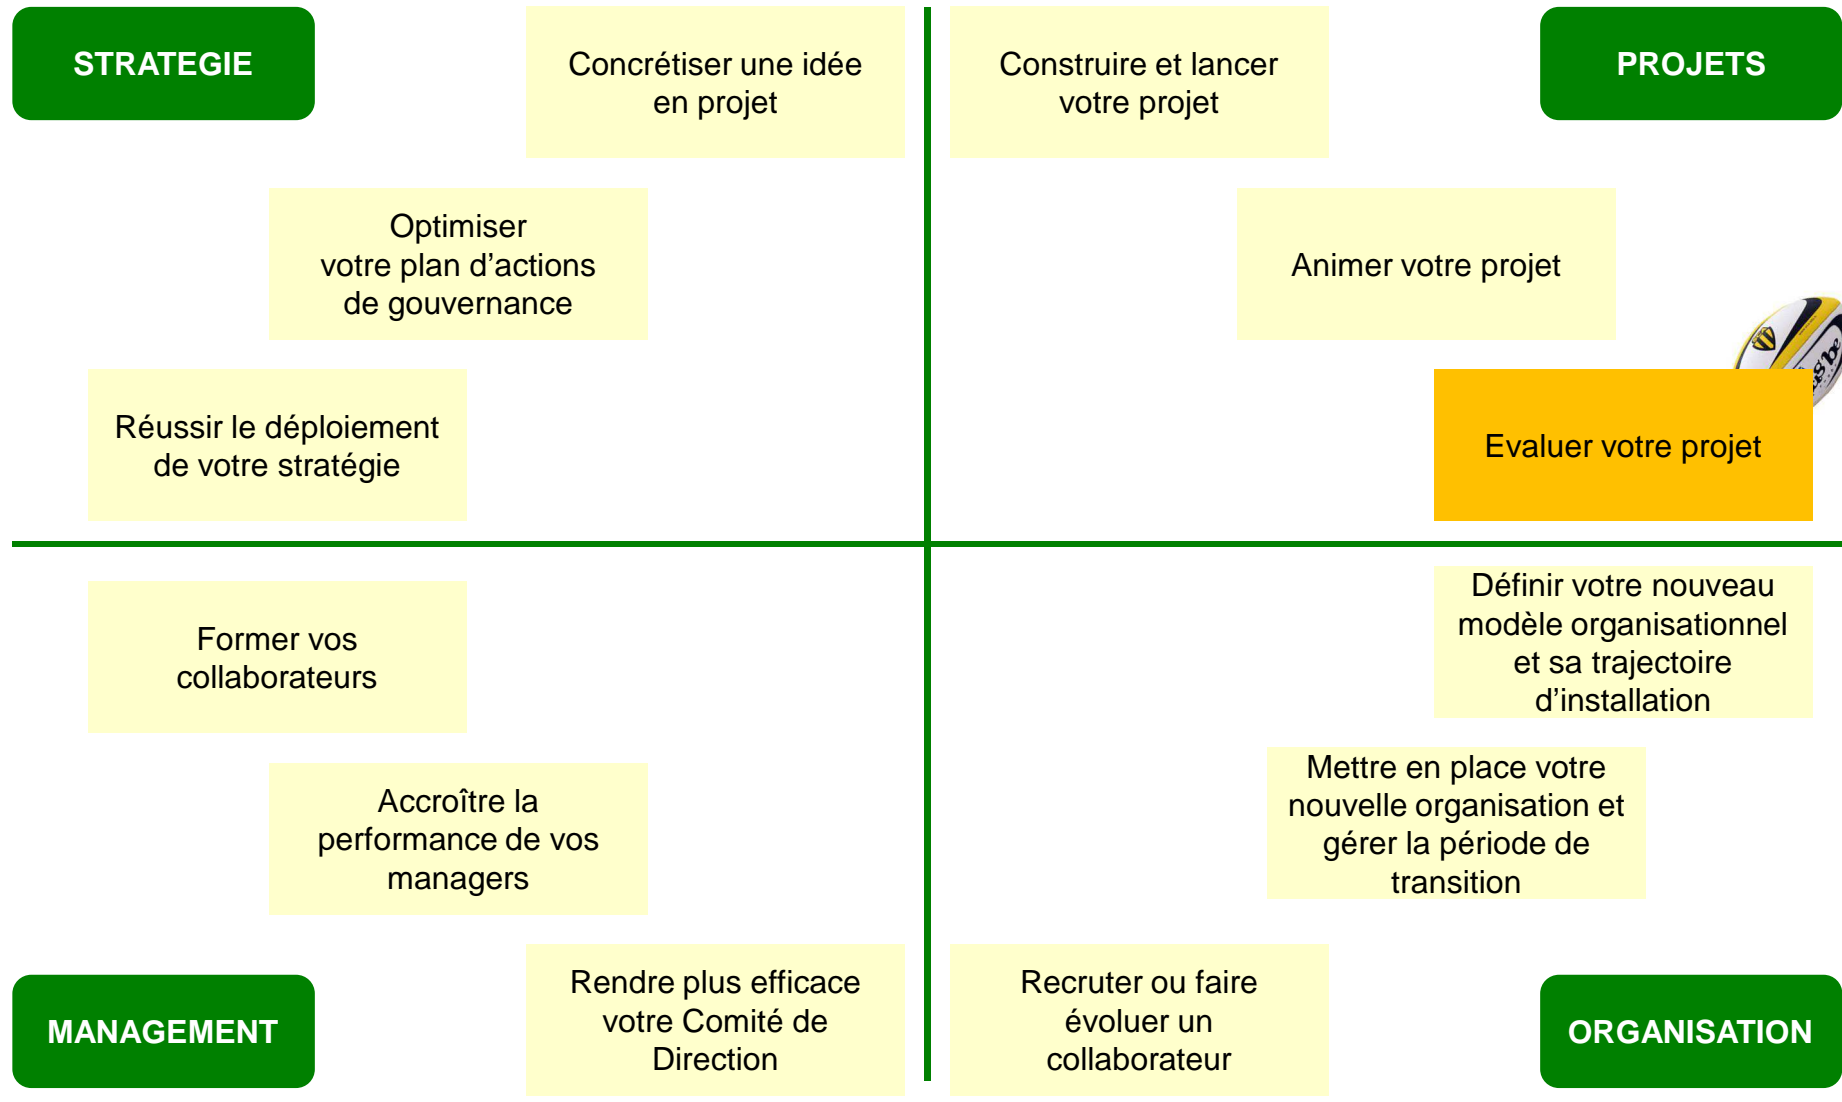 STRATEGIE
Concrétiser une idée
en projet
Construire et lancer
votre projet
PROJETS
Optimiser
votre plan d’actions
de gouvernance
Animer votre projet
Réussir le déploiement
de votre stratégie
Evaluer votre projet
Former vos
collaborateurs
Définir votre nouveau
modèle organisationnel
et sa trajectoire
d’installation
Accroître la
performance de vos
managers
Mettre en place votre
nouvelle organisation et
gérer la période de
transition
MANAGEMENT
Rendre plus efficace
votre Comité de
Direction
Recruter ou faire
évoluer un
collaborateur
ORGANISATION